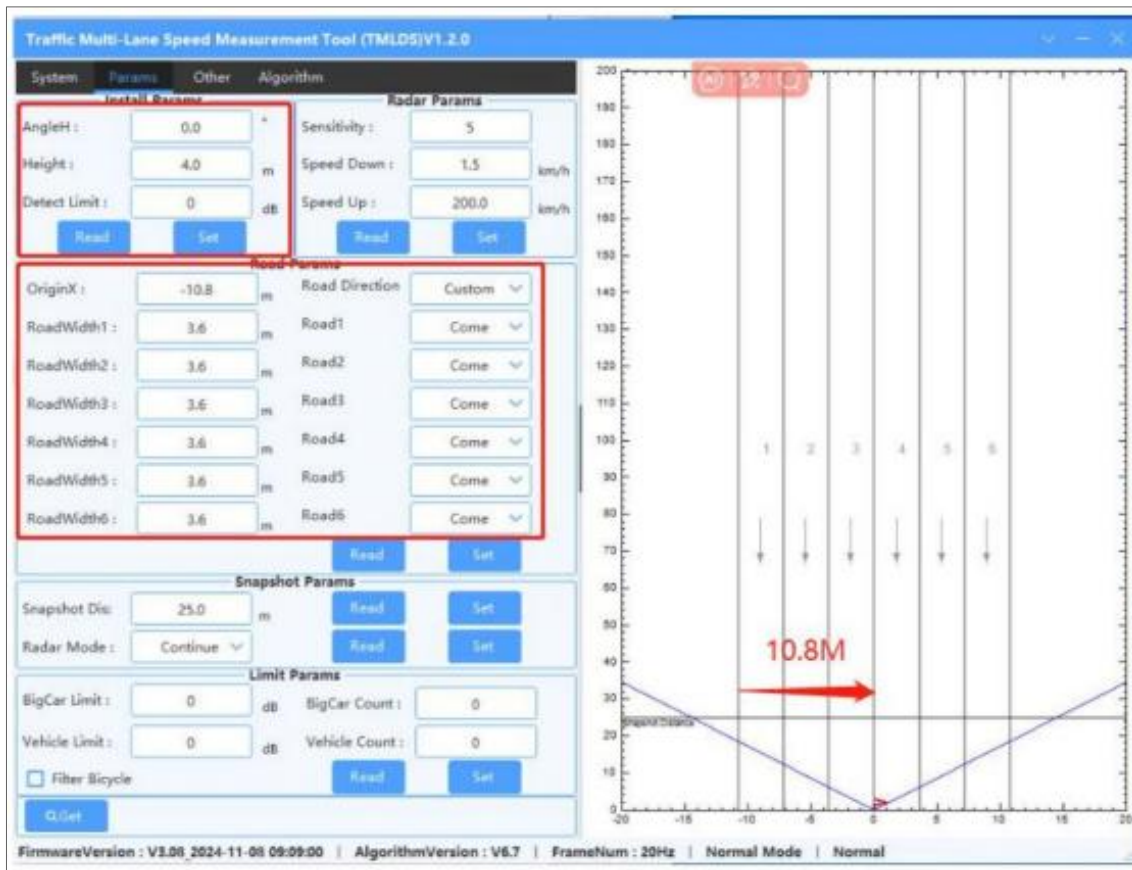 Traffic Multi-Lane Speed Measurement Tool (TMLDS)V1.2.0
System Params Other Algorithm
Install Params
AngleH : 0.0 °
Height : 4.0 m
Detect Limit : 0 dB
Read Set
Radar Params
Sensitivity : 5
Speed Down : 1.5 km/h
Speed Up : 200.0 km/h
Read Set
Road Params
OriginX : -10.8 m Road Direction Custom
RoadWidth1 : 3.6 m Road1 Come
RoadWidth2 : 3.6 m Road2 Come
RoadWidth3 : 3.6 m Road3 Come
RoadWidth4 : 3.6 m Road4 Come
RoadWidth5 : 3.6 m Road5 Come
RoadWidth6 : 3.6 m Road6 Come
Read Set
Snapshot Params
Snapshot Dis: 25.0 m Read Set
Radar Mode : Continue Read Set
Limit Params
BigCar Limit : 0 dB BigCar Count : 0
Vehicle Limit : 0 dB Vehicle Count : 0
Filter Bicycle Read Set
Get
200
190
180
170
160
150
140
130
120
110
100
90
80
70
60
50
40
30
20
10
0
1 2 3 4 5 6
10.8M
Snapshot Distance
-20 -15 -10 -5 0 5 10 15 20
FirmwareVersion : V3.08_2024-11-08 09:09:00 | AlgorithmVersion : V6.7 | FrameNum : 20Hz | Normal Mode | Normal